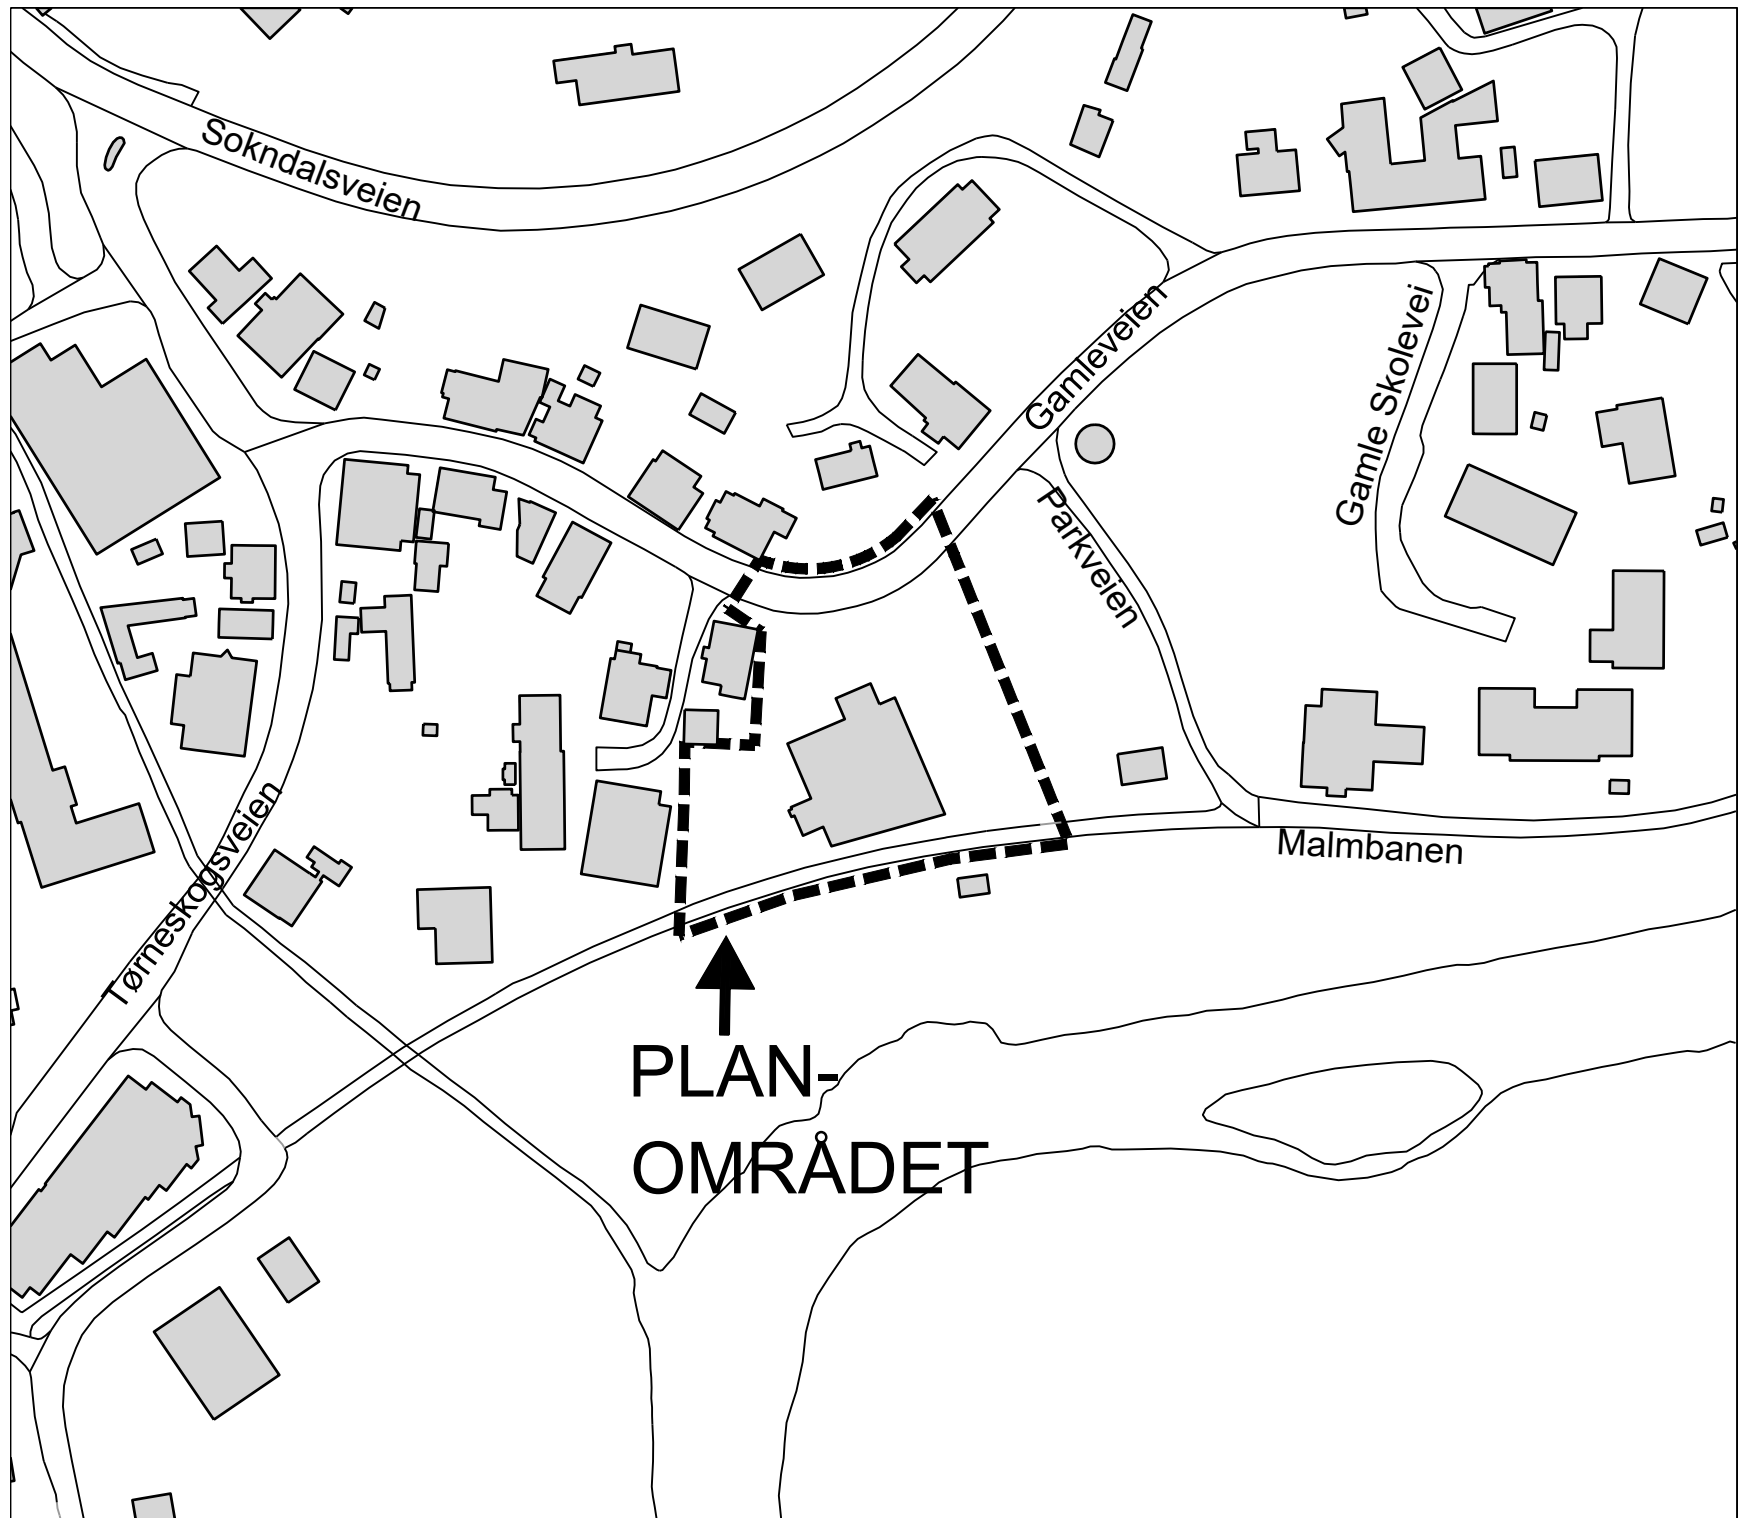 Sokndalsveien
Gamleveien
Gamle Skolevei
Parkveien
Tørneskogsveien
Malmbanen
PLAN-
OMRÅDET